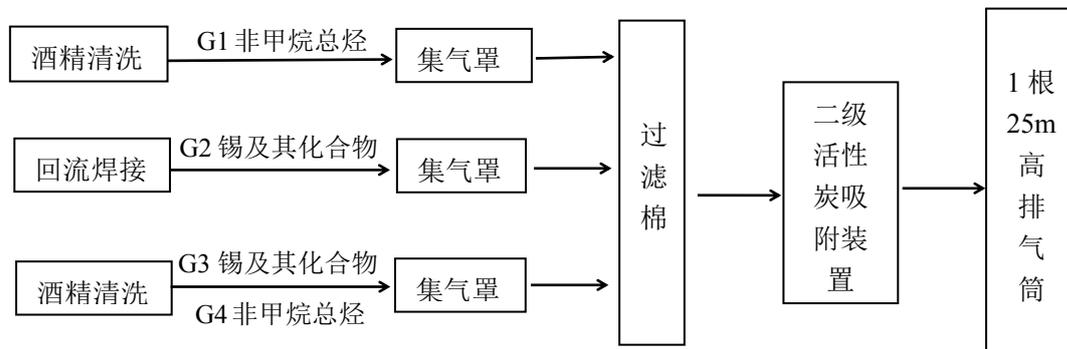 酒精清洗
G1 非甲烷总烃
集气罩
回流焊接
G2 锡及其化合物
集气罩
酒精清洗
G3 锡及其化合物
G4 非甲烷总烃
集气罩
过
滤
棉
二级
活性
炭吸
附装
置
1 根
25m
高
排
气
筒